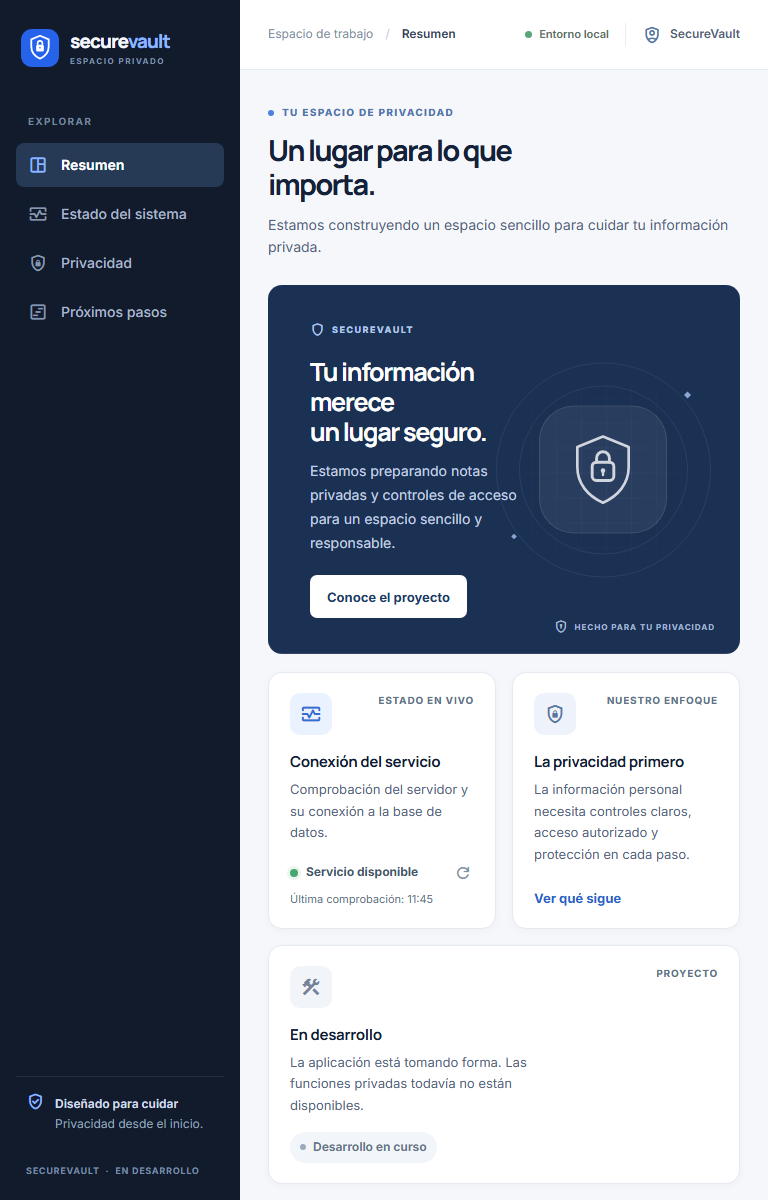 securevault
ESPACIO PRIVADO
EXPLORAR
Resumen
Estado del sistema
Privacidad
Próximos pasos
Diseñado para cuidar
Privacidad desde el inicio.
SECUREVAULT · EN DESARROLLO
Espacio de trabajo / Resumen
Entorno local
SecureVault
TU ESPACIO DE PRIVACIDAD
Un lugar para lo que
importa.
Estamos construyendo un espacio sencillo para cuidar tu información
privada.
SECUREVAULT
Tu información
merece
un lugar seguro.
Estamos preparando notas
privadas y controles de acceso
para un espacio sencillo y
responsable.
Conoce el proyecto
HECHO PARA TU PRIVACIDAD
ESTADO EN VIVO
Conexión del servicio
Comprobación del servidor y
su conexión a la base de
datos.
Servicio disponible
Última comprobación: 11:45
NUESTRO ENFOQUE
La privacidad primero
La información personal
necesita controles claros,
acceso autorizado y
protección en cada paso.
Ver qué sigue
PROYECTO
En desarrollo
La aplicación está tomando forma. Las
funciones privadas todavía no están
disponibles.
Desarrollo en curso